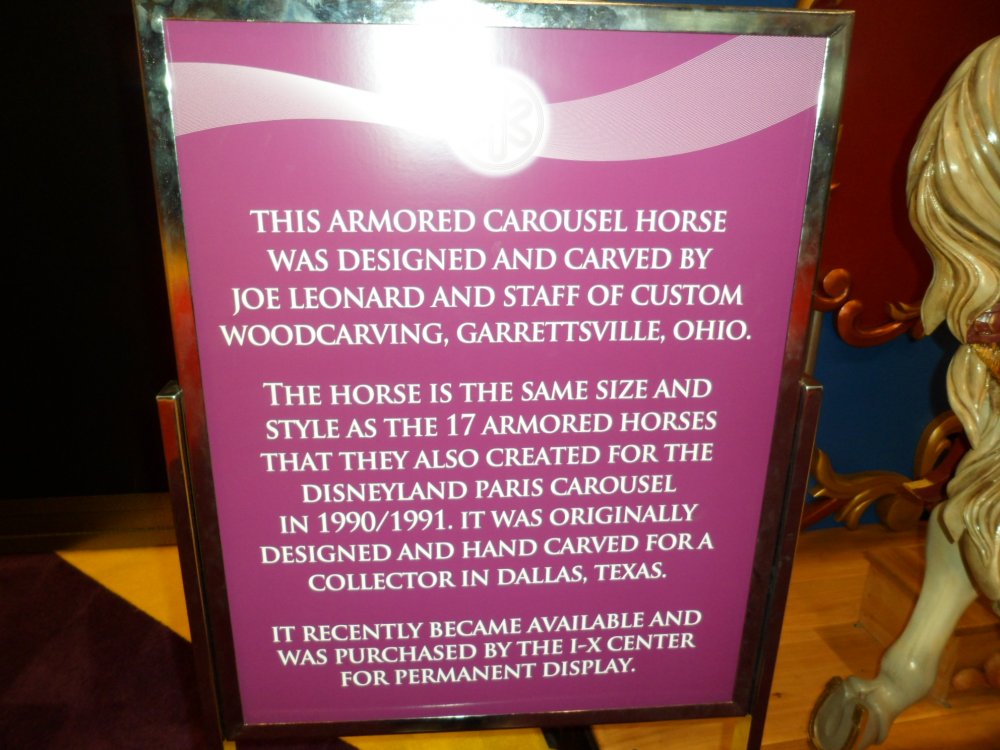 THIS ARMORED CAROUSEL HORSE
WAS DESIGNED AND CARVED BY
JOE LEONARD AND STAFF OF CUSTOM
WOODCARVING, GARRETTSVILLE, OHIO.
THE HORSE IS THE SAME SIZE AND
STYLE AS THE 17 ARMORED HORSES
THAT THEY ALSO CREATED FOR THE
DISNEYLAND PARIS CAROUSEL
IN 1990/1991. IT WAS ORIGINALLY
DESIGNED AND HAND CARVED FOR A
COLLECTOR IN DALLAS, TEXAS.
IT RECENTLY BECAME AVAILABLE AND
WAS PURCHASED BY THE I-X CENTER
FOR PERMANENT DISPLAY.